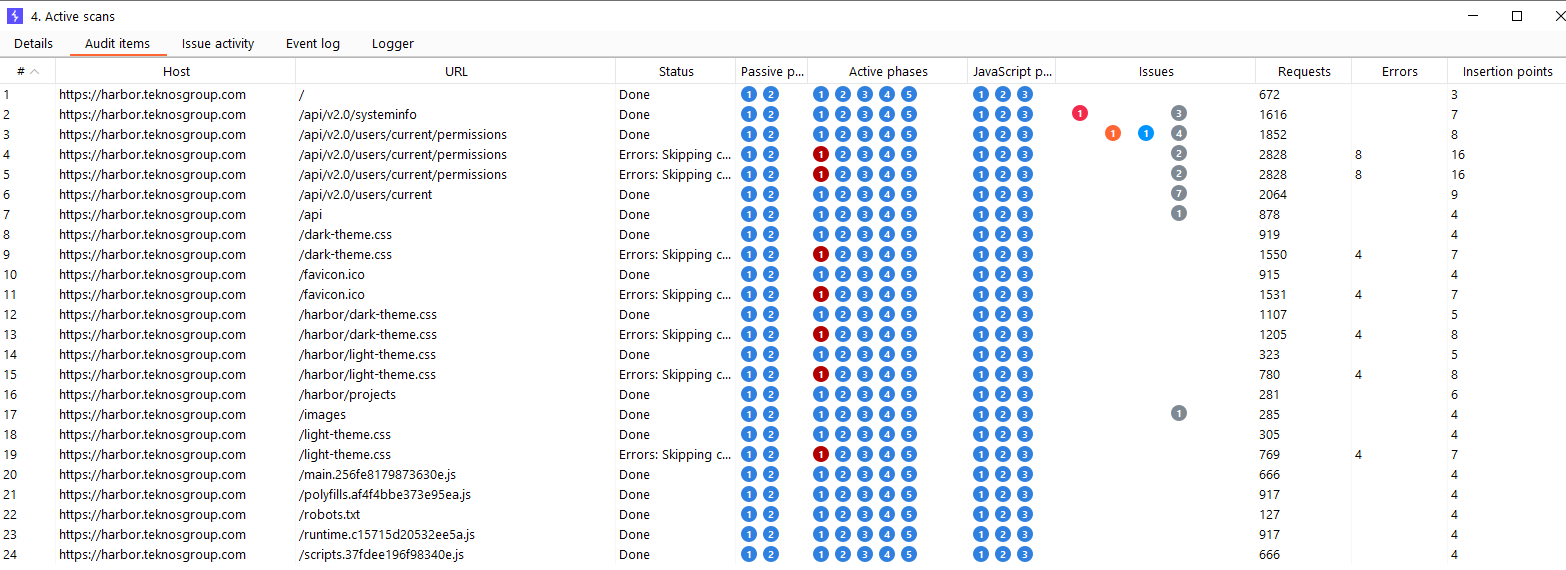 4. Active scans
Details Audit items Issue activity Event log Logger
# Host URL Status Passive p... Active phases JavaScript p... Issues Requests Errors Insertion points
1 https://harbor.teknosgroup.com / Done 1 2 1 2 3 4 5 1 2 3 672 3
2 https://harbor.teknosgroup.com /api/v2.0/systeminfo Done 1 2 1 2 3 4 5 1 2 3 1 3 1616 7
3 https://harbor.teknosgroup.com /api/v2.0/users/current/permissions Done 1 2 1 2 3 4 5 1 2 3 1 1 4 1852 8
4 https://harbor.teknosgroup.com /api/v2.0/users/current/permissions Errors: Skipping c... 1 2 1 2 3 4 5 1 2 3 2 2828 8 16
5 https://harbor.teknosgroup.com /api/v2.0/users/current/permissions Errors: Skipping c... 1 2 1 2 3 4 5 1 2 3 2 2828 8 16
6 https://harbor.teknosgroup.com /api/v2.0/users/current Done 1 2 1 2 3 4 5 1 2 3 7 2064 9
7 https://harbor.teknosgroup.com /api Done 1 2 1 2 3 4 5 1 2 3 1 878 4
8 https://harbor.teknosgroup.com /dark-theme.css Done 1 2 1 2 3 4 5 1 2 3 919 4
9 https://harbor.teknosgroup.com /dark-theme.css Errors: Skipping c... 1 2 1 2 3 4 5 1 2 3 1550 4 7
10 https://harbor.teknosgroup.com /favicon.ico Done 1 2 1 2 3 4 5 1 2 3 915 4
11 https://harbor.teknosgroup.com /favicon.ico Errors: Skipping c... 1 2 1 2 3 4 5 1 2 3 1531 4 7
12 https://harbor.teknosgroup.com /harbor/dark-theme.css Done 1 2 1 2 3 4 5 1 2 3 1107 5
13 https://harbor.teknosgroup.com /harbor/dark-theme.css Errors: Skipping c... 1 2 1 2 3 4 5 1 2 3 1205 4 8
14 https://harbor.teknosgroup.com /harbor/light-theme.css Done 1 2 1 2 3 4 5 1 2 3 323 5
15 https://harbor.teknosgroup.com /harbor/light-theme.css Errors: Skipping c... 1 2 1 2 3 4 5 1 2 3 780 4 8
16 https://harbor.teknosgroup.com /harbor/projects Done 1 2 1 2 3 4 5 1 2 3 281 6
17 https://harbor.teknosgroup.com /images Done 1 2 1 2 3 4 5 1 2 3 1 285 4
18 https://harbor.teknosgroup.com /light-theme.css Done 1 2 1 2 3 4 5 1 2 3 305 4
19 https://harbor.teknosgroup.com /light-theme.css Errors: Skipping c... 1 2 1 2 3 4 5 1 2 3 769 4 7
20 https://harbor.teknosgroup.com /main.256fe8179873630e.js Done 1 2 1 2 3 4 5 1 2 3 666 4
21 https://harbor.teknosgroup.com /polyfills.af4f4bbe373e95ea.js Done 1 2 1 2 3 4 5 1 2 3 917 4
22 https://harbor.teknosgroup.com /robots.txt Done 1 2 1 2 3 4 5 1 2 3 127 4
23 https://harbor.teknosgroup.com /runtime.c15715d20532ee5a.js Done 1 2 1 2 3 4 5 1 2 3 917 4
24 https://harbor.teknosgroup.com /scripts.37fdee196f98340e.js Done 1 2 1 2 3 4 5 1 2 3 666 4